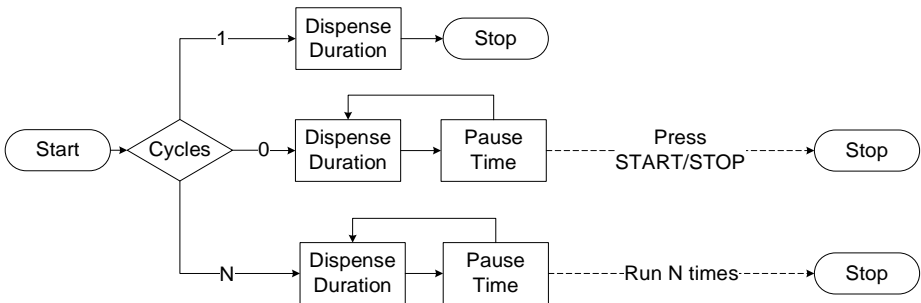 1
Dispense
Duration
Stop
Start
Cycles
0
Dispense
Duration
Pause
Time
Press
START/STOP
Stop
N
Dispense
Duration
Pause
Time
Run N times
Stop